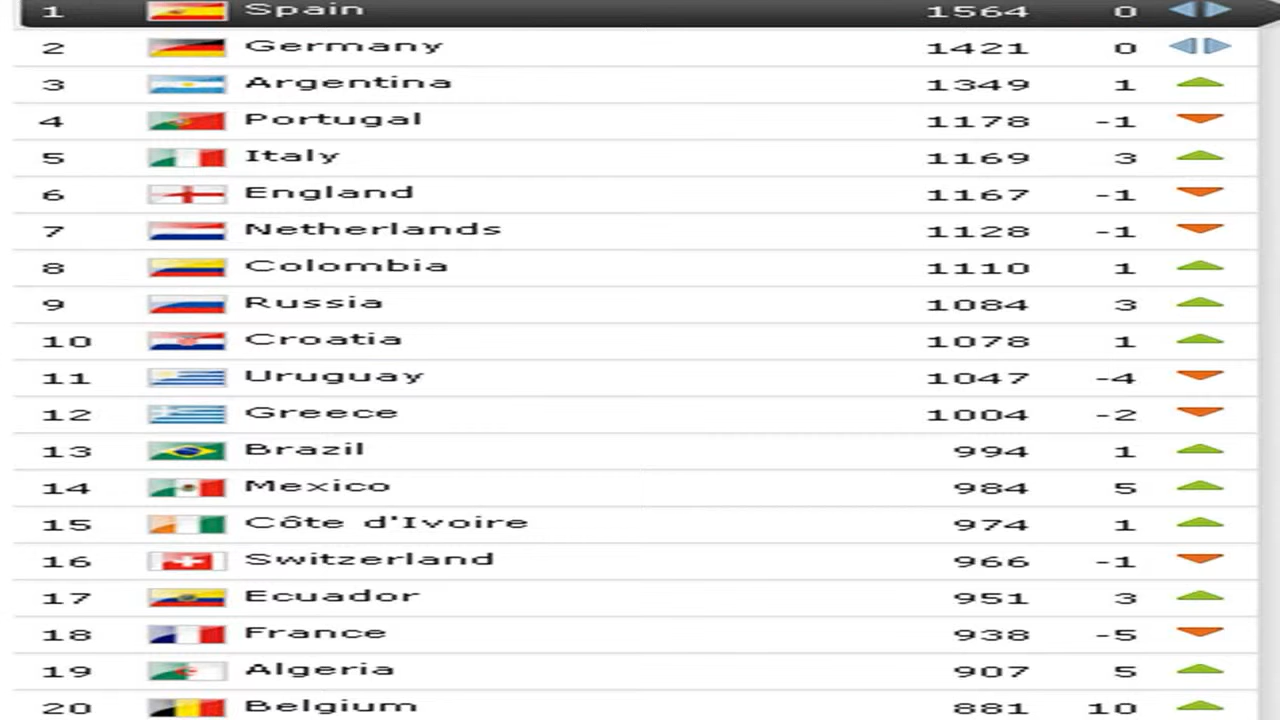 1 Spain 1564 0
2 Germany 1421 0
3 Argentina 1349 1
4 Portugal 1178 -1
5 Italy 1169 3
6 England 1167 -1
7 Netherlands 1128 -1
8 Colombia 1110 1
9 Russia 1084 3
10 Croatia 1078 1
11 Uruguay 1047 -4
12 Greece 1004 -2
13 Brazil 994 1
14 Mexico 984 5
15 Côte d'Ivoire 974 1
16 Switzerland 966 -1
17 Ecuador 951 3
18 France 938 -5
19 Algeria 907 5
20 Belgium 881 10